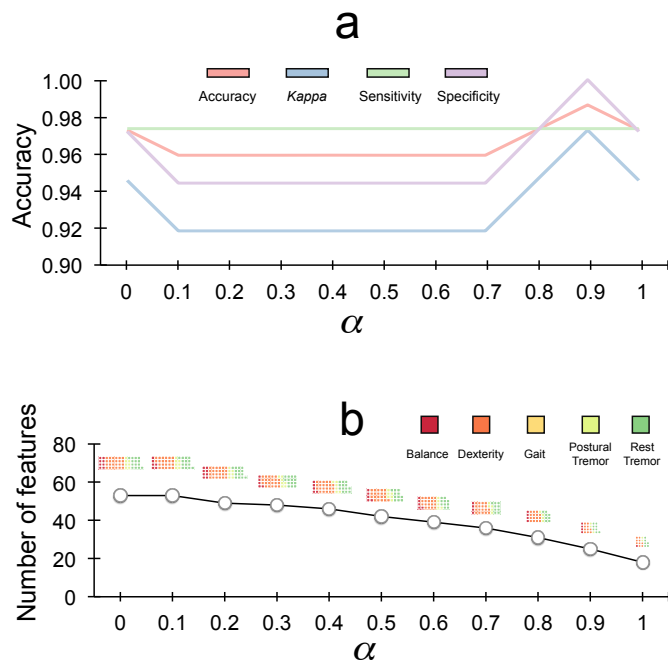 a
Accuracy Kappa Sensitivity Specificity
Accuracy
1.00
0.98
0.96
0.94
0.92
0.90
0 0.1 0.2 0.3 0.4 0.5 0.6 0.7 0.8 0.9 1
α
b
Balance Dexterity Gait Postural Tremor Rest Tremor
Number of features
80
60
40
20
0
0 0.1 0.2 0.3 0.4 0.5 0.6 0.7 0.8 0.9 1
α